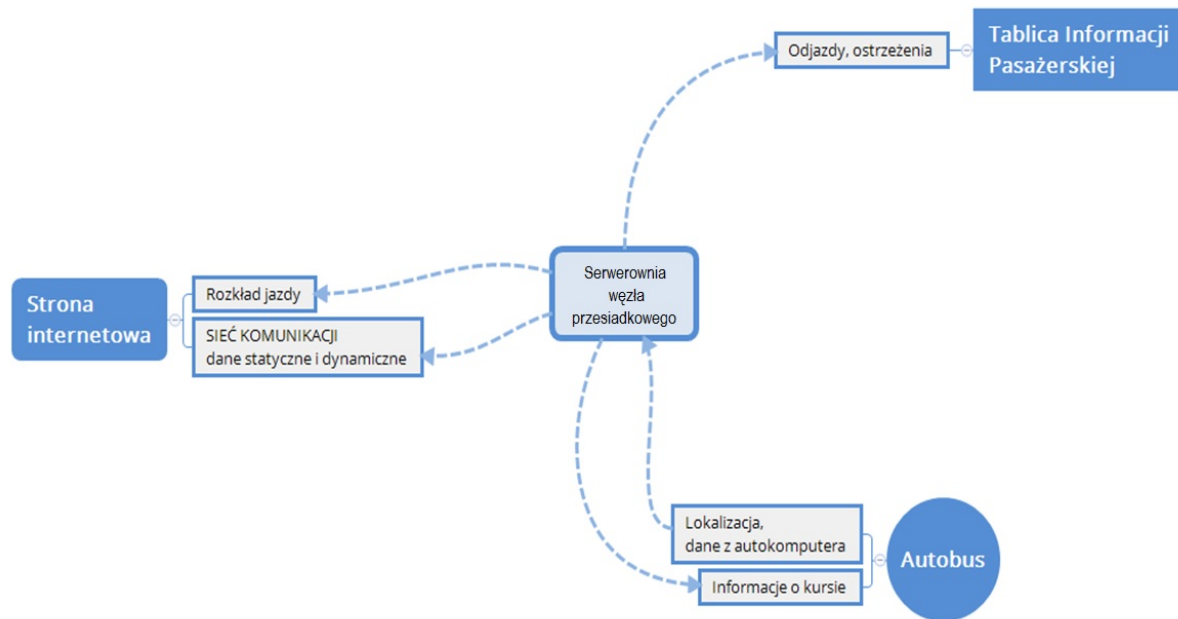 Odjazdy, ostrzeżenia
Tablica Informacji
Pasażerskiej
Serwerownia
węzła
przesiadkowego
Strona
internetowa
Rozkład jazdy
SIEĆ KOMUNIKACJI
dane statyczne i dynamiczne
Lokalizacja,
dane z autokomputera
Informacje o kursie
Autobus